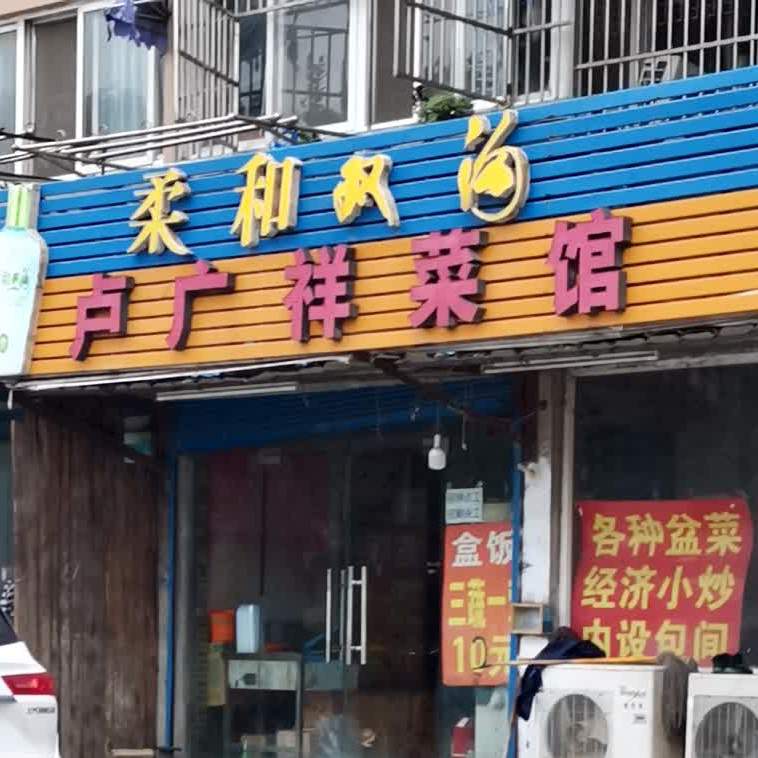 柔和双沟
卢广祥菜馆
盒饭
三蔬一
10元
各种盆菜
经济小炒
内设包间